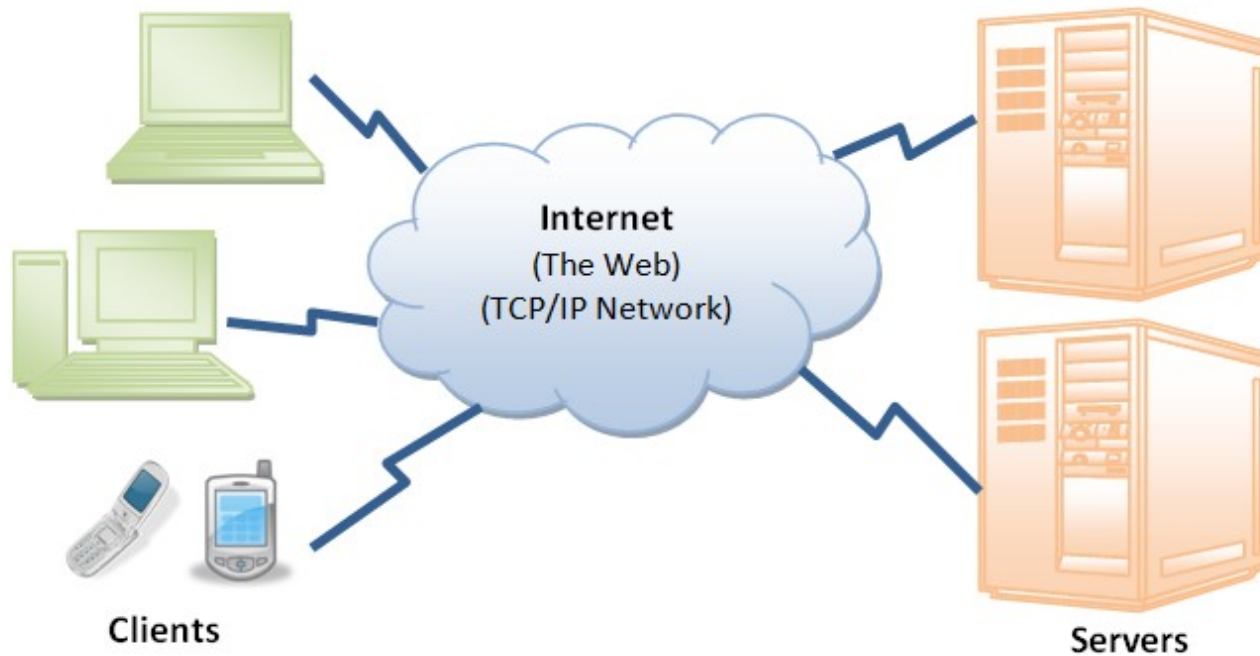 Internet
(The Web)
(TCP/IP Network)
Clients
Servers